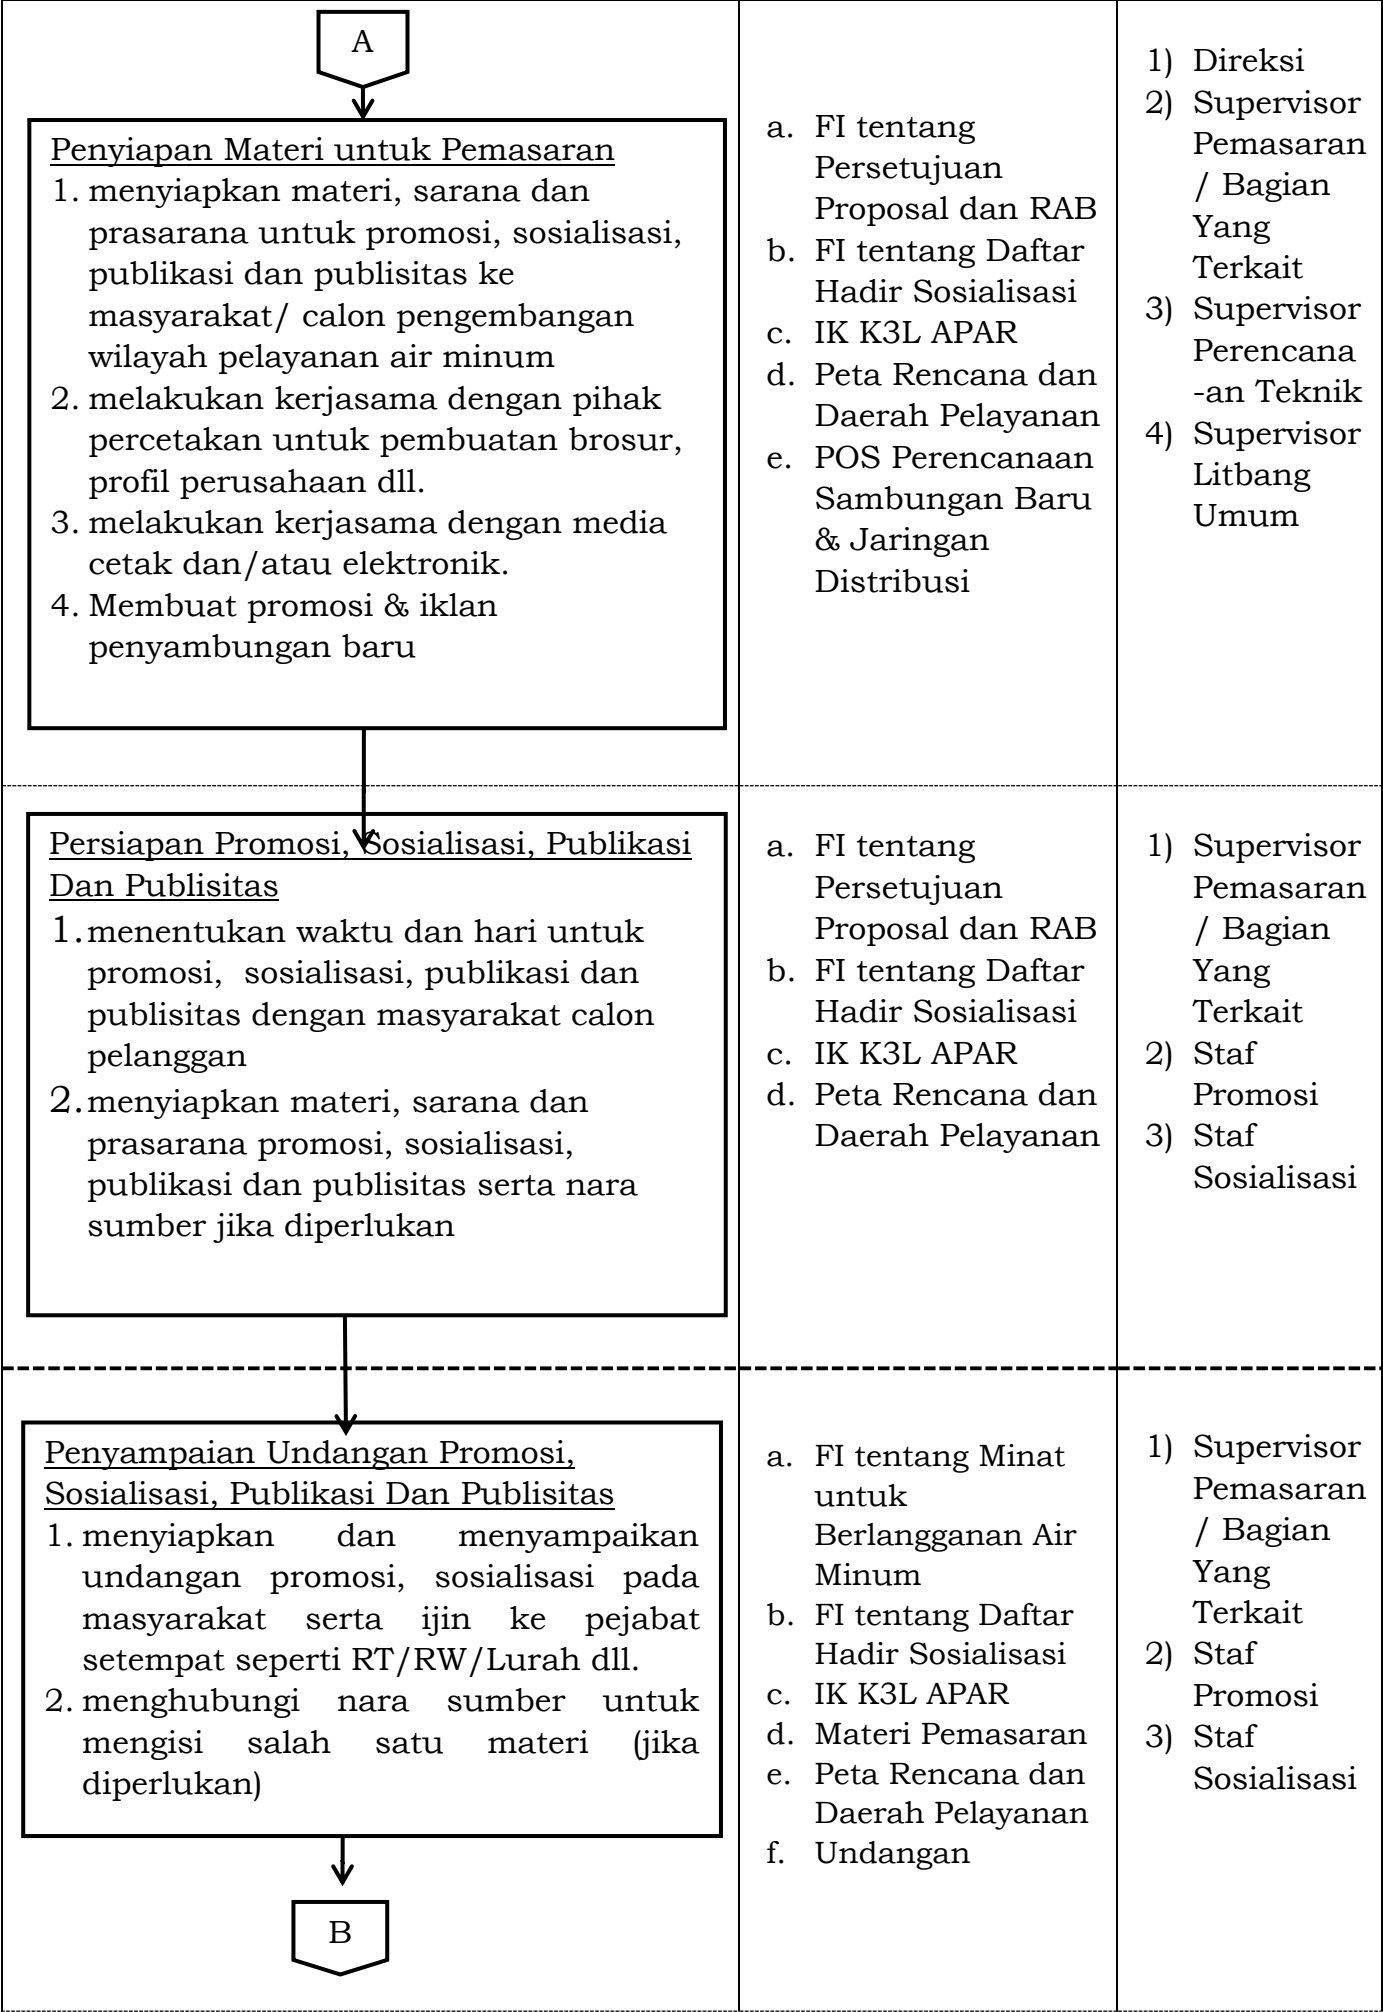 A
Penyiapan Materi untuk Pemasaran
1. menyiapkan materi, sarana dan
prasarana untuk promosi, sosialisasi,
publikasi dan publisitas ke
masyarakat/ calon pengembangan
wilayah pelayanan air minum
2. melakukan kerjasama dengan pihak
percetakan untuk pembuatan brosur,
profil perusahaan dll.
3. melakukan kerjasama dengan media
cetak dan/atau elektronik.
4. Membuat promosi & iklan
penyambungan baru
a. FI tentang
Persetujuan
Proposal dan RAB
b. FI tentang Daftar
Hadir Sosialisasi
c. IK K3L APAR
d. Peta Rencana dan
Daerah Pelayanan
e. POS Perencanaan
Sambungan Baru
& Jaringan
Distribusi
1) Direksi
2) Supervisor
Pemasaran
/ Bagian
Yang
Terkait
3) Supervisor
Perencana
-an Teknik
4) Supervisor
Litbang
Umum
Persiapan Promosi, Sosialisasi, Publikasi
Dan Publisitas
1. menentukan waktu dan hari untuk
promosi, sosialisasi, publikasi dan
publisitas dengan masyarakat calon
pelanggan
2. menyiapkan materi, sarana dan
prasarana promosi, sosialisasi,
publikasi dan publisitas serta nara
sumber jika diperlukan
a. FI tentang
Persetujuan
Proposal dan RAB
b. FI tentang Daftar
Hadir Sosialisasi
c. IK K3L APAR
d. Peta Rencana dan
Daerah Pelayanan
1) Supervisor
Pemasaran
/ Bagian
Yang
Terkait
2) Staf
Promosi
3) Staf
Sosialisasi
Penyampaian Undangan Promosi,
Sosialisasi, Publikasi Dan Publisitas
1. menyiapkan dan menyampaikan
undangan promosi, sosialisasi pada
masyarakat serta ijin ke pejabat
setempat seperti RT/RW/Lurah dll.
2. menghubungi nara sumber untuk
mengisi salah satu materi (jika
diperlukan)
B
a. FI tentang Minat
untuk
Berlangganan Air
Minum
b. FI tentang Daftar
Hadir Sosialisasi
c. IK K3L APAR
d. Materi Pemasaran
e. Peta Rencana dan
Daerah Pelayanan
f. Undangan
1) Supervisor
Pemasaran
/ Bagian
Yang
Terkait
2) Staf
Promosi
3) Staf
Sosialisasi